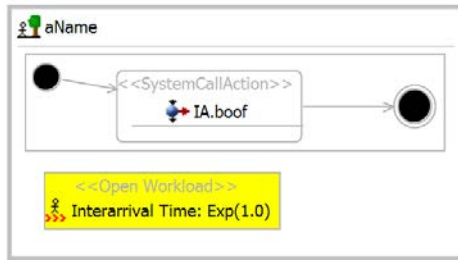 aName
<<SystemCallAction>>
IA.boof
<<Open Workload>>
Interarrival Time: Exp(1.0)